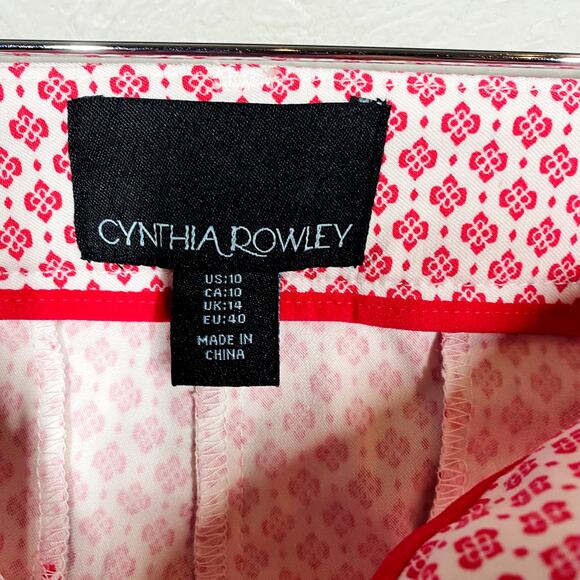 CYNTHIA ROWLEY
US:10
CA:10
UK:14
EU:40
MADE IN
CHINA